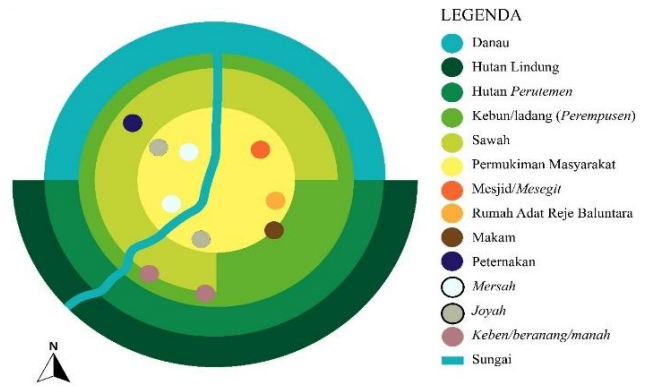 LEGENDA
Danau
Hutan Lindung
Hutan Perutemen
Kebun/ladang (Perempusen)
Sawah
Permukiman Masyarakat
Mesjid/Mesegit
Rumah Adat Reje Baluntara
Makam
Peternakan
Mersah
Joyah
Keben/beranang/manah
Sungai
N